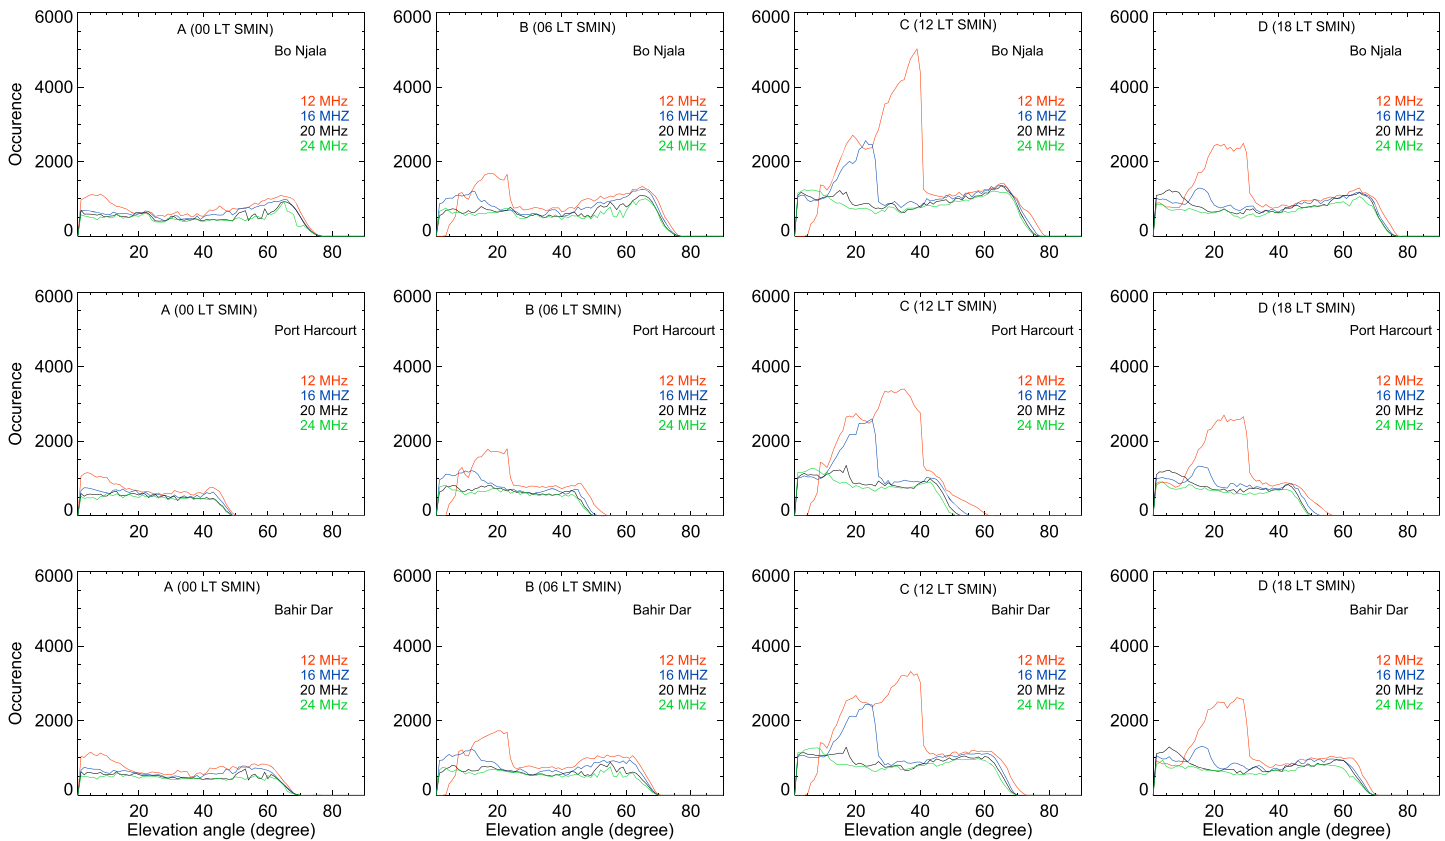 6000
4000
2000
0
Occurence
A (00 LT SMIN)
Bo Njala
12 MHz
16 MHZ
20 MHz
24 MHz
20 40 60 80
6000
4000
2000
0
B (06 LT SMIN)
Bo Njala
12 MHz
16 MHZ
20 MHz
24 MHz
20 40 60 80
6000
4000
2000
0
C (12 LT SMIN)
Bo Njala
12 MHz
16 MHZ
20 MHz
24 MHz
20 40 60 80
6000
4000
2000
0
D (18 LT SMIN)
Bo Njala
12 MHz
16 MHZ
20 MHz
24 MHz
20 40 60 80
6000
4000
2000
0
Occurence
A (00 LT SMIN)
Port Harcourt
12 MHz
16 MHZ
20 MHz
24 MHz
20 40 60 80
6000
4000
2000
0
B (06 LT SMIN)
Port Harcourt
12 MHz
16 MHZ
20 MHz
24 MHz
20 40 60 80
6000
4000
2000
0
C (12 LT SMIN)
Port Harcourt
12 MHz
16 MHZ
20 MHz
24 MHz
20 40 60 80
6000
4000
2000
0
D (18 LT SMIN)
Port Harcourt
12 MHz
16 MHZ
20 MHz
24 MHz
20 40 60 80
6000
4000
2000
0
Occurence
A (00 LT SMIN)
Bahir Dar
12 MHz
16 MHZ
20 MHz
24 MHz
20 40 60 80
Elevation angle (degree)
6000
4000
2000
0
B (06 LT SMIN)
Bahir Dar
12 MHz
16 MHZ
20 MHz
24 MHz
20 40 60 80
Elevation angle (degree)
6000
4000
2000
0
C (12 LT SMIN)
Bahir Dar
12 MHz
16 MHZ
20 MHz
24 MHz
20 40 60 80
Elevation angle (degree)
6000
4000
2000
0
D (18 LT SMIN)
Bahir Dar
12 MHz
16 MHZ
20 MHz
24 MHz
20 40 60 80
Elevation angle (degree)